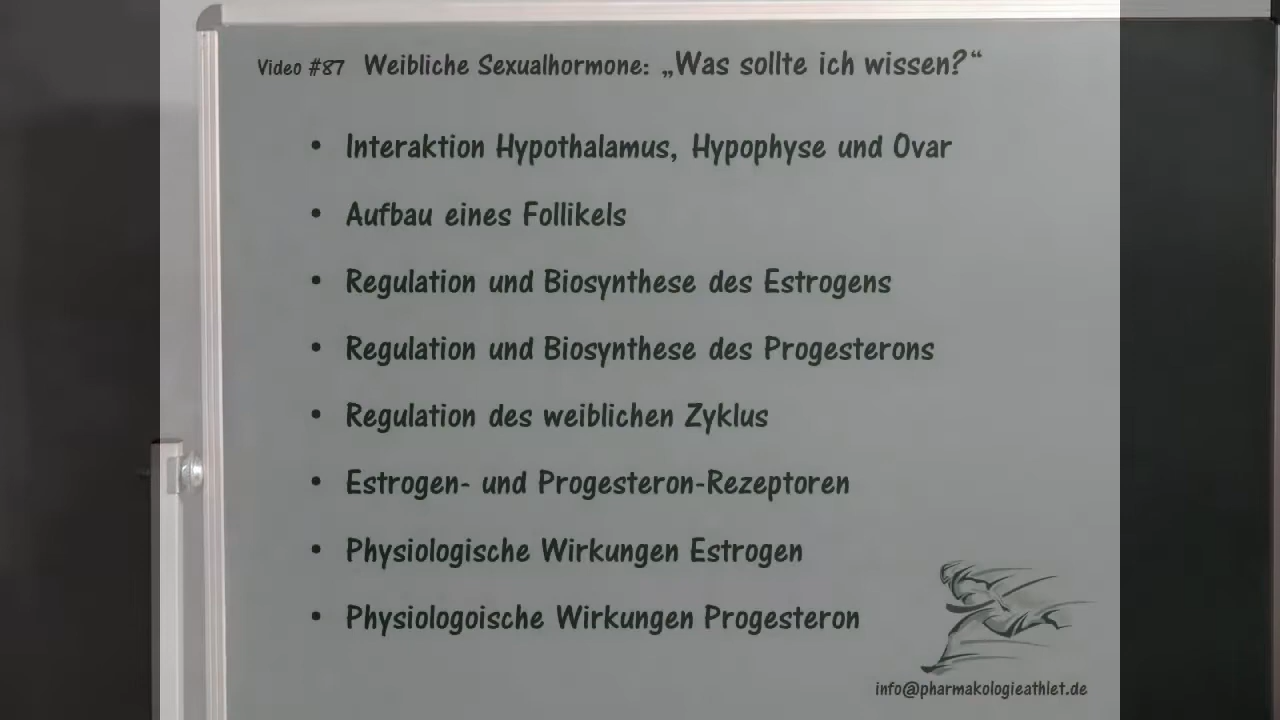 Video #87 Weibliche Sexualhormone: „Was sollte ich wissen?“
• Interaktion Hypothalamus, Hypophyse und Ovar
• Aufbau eines Follikels
• Regulation und Biosynthese des Estrogens
• Regulation und Biosynthese des Progesterons
• Regulation des weiblichen Zyklus
• Estrogen- und Progesteron-Rezeptoren
• Physiologische Wirkungen Estrogen
• Physiologoische Wirkungen Progesteron
info@pharmakologieathlet.de